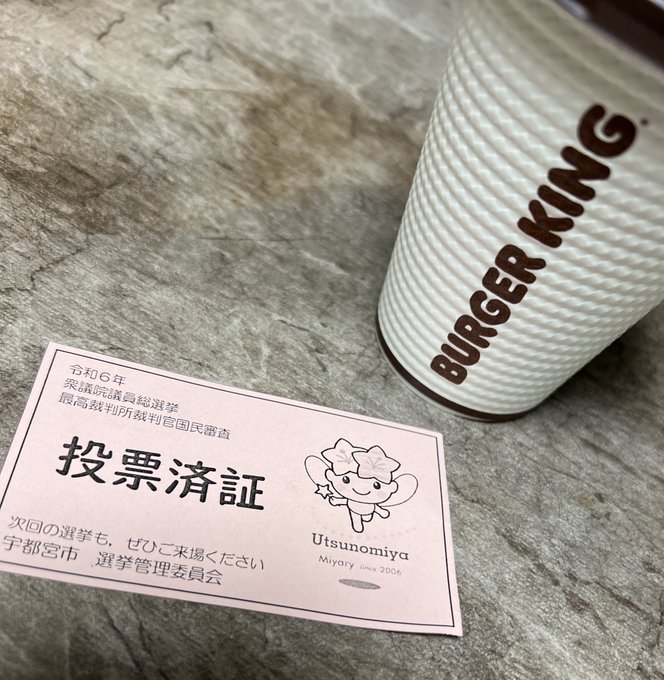 BURGER KING
令和6年
衆議院議員総選挙
最高裁判所裁判官国民審査
投票済証
次回の選挙も，ぜひご来場ください
宇都宮市　選挙管理委員会
Utsunomiya
Miyary since 2006